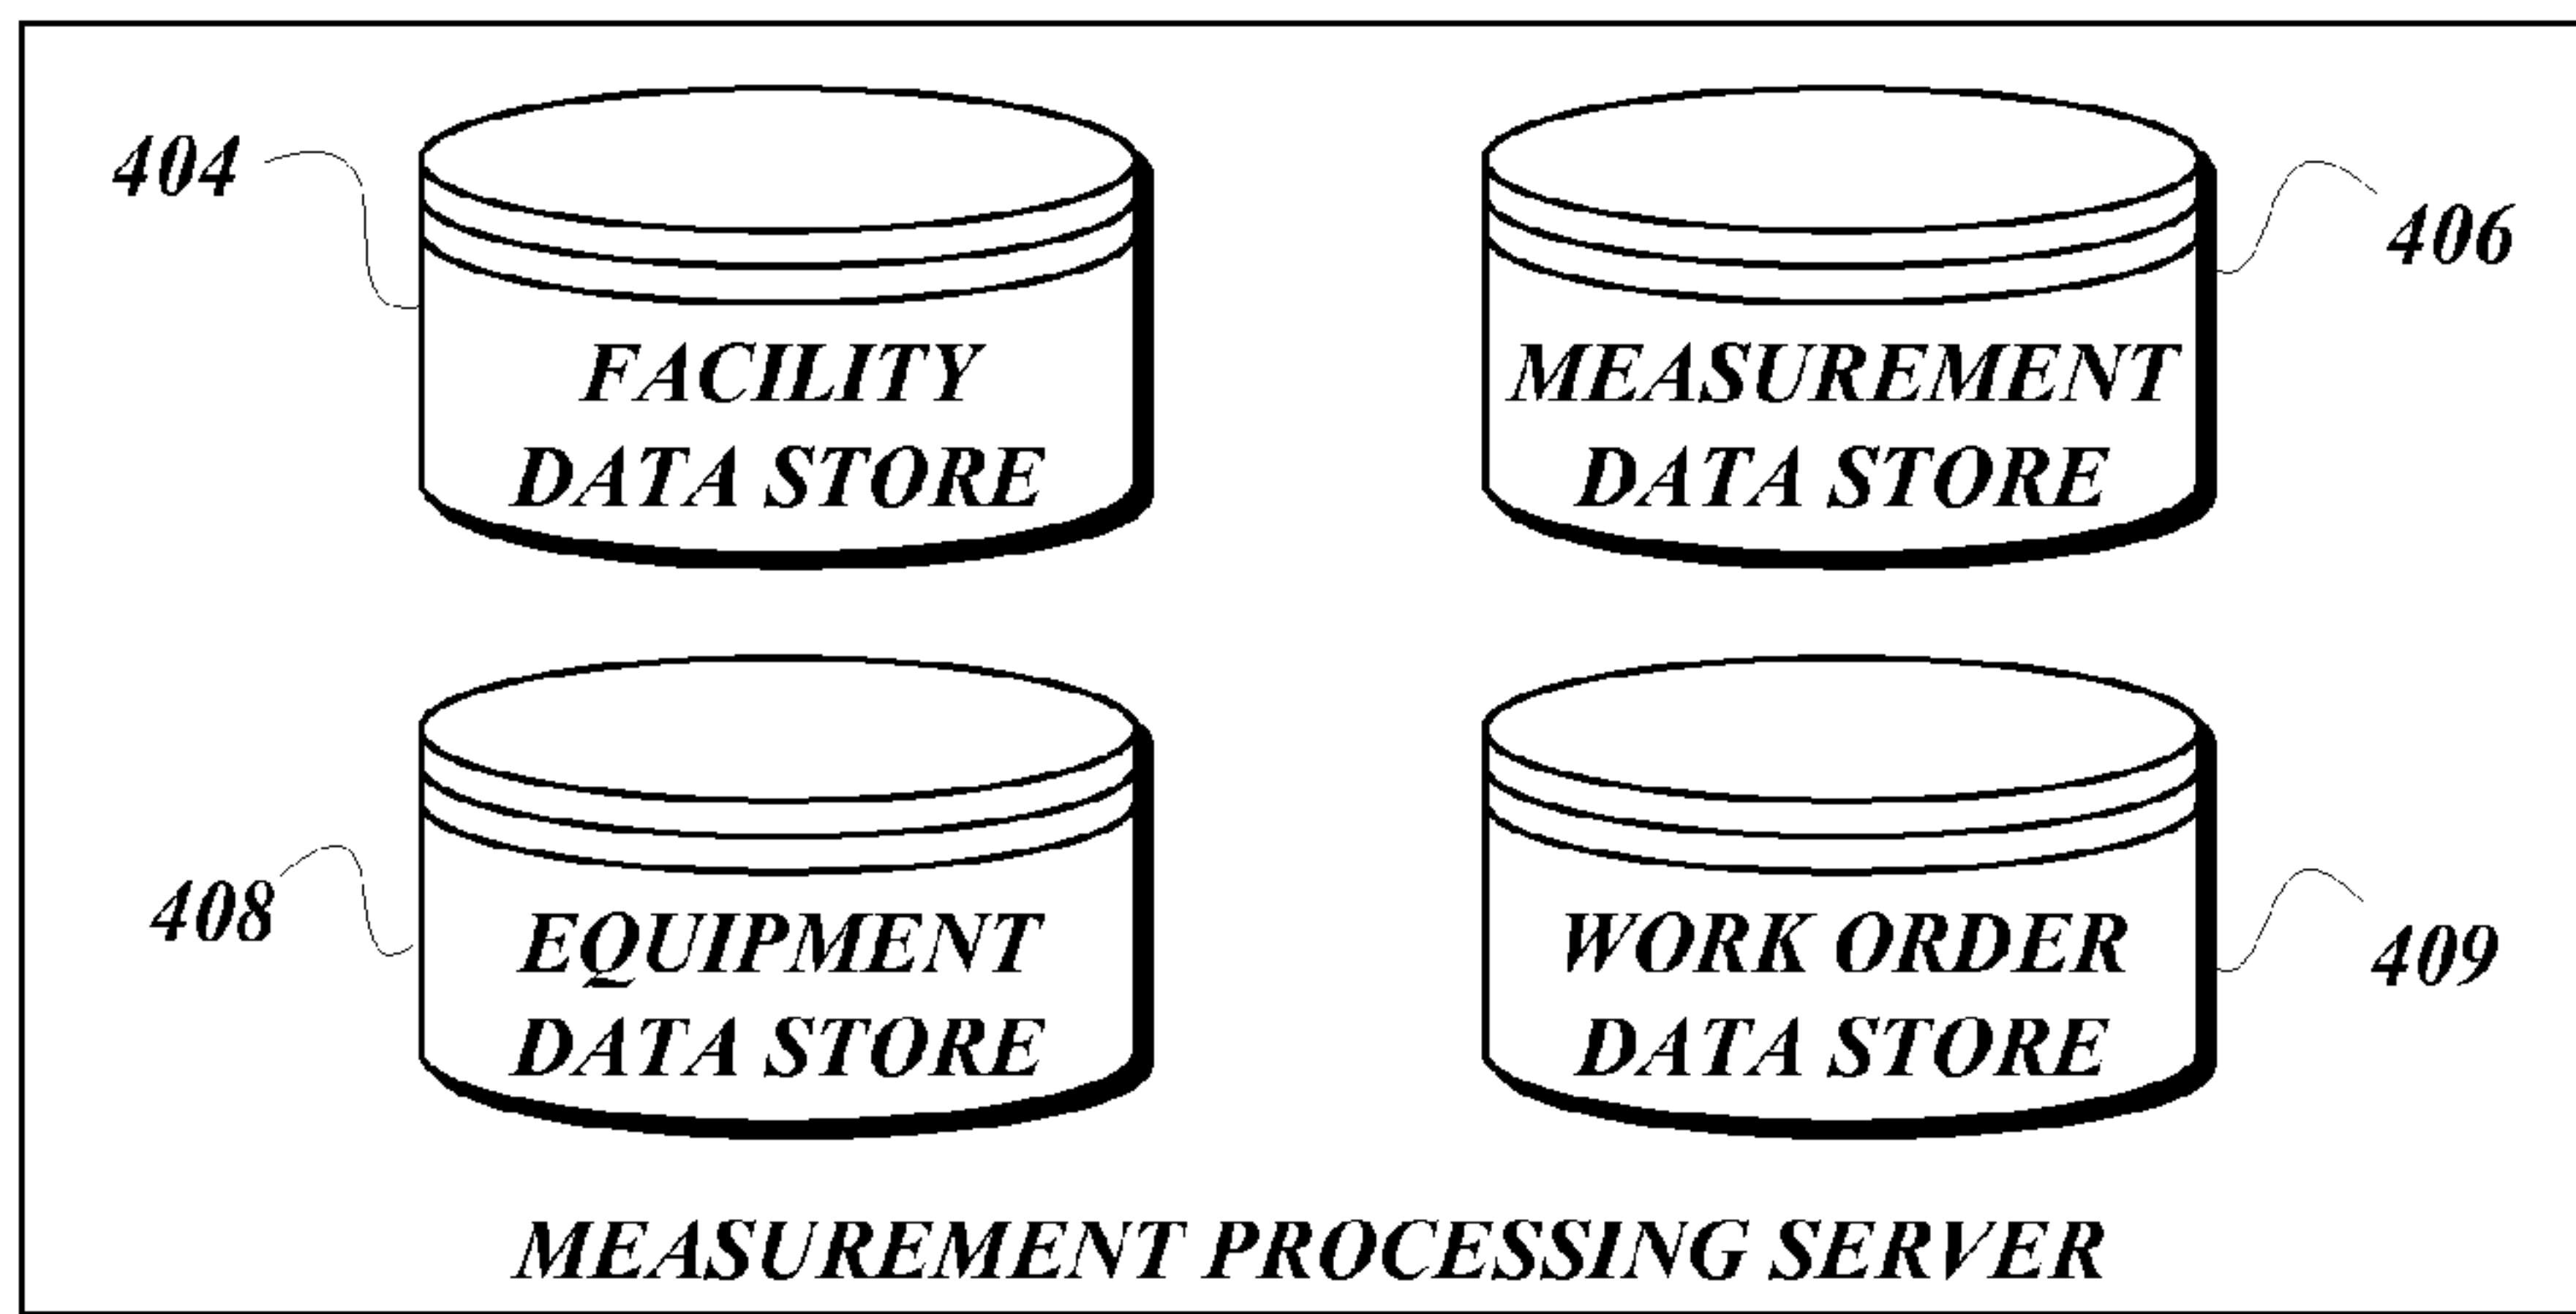 404
FACILITY
DATA STORE
406
MEASUREMENT
DATA STORE
408
EQUIPMENT
DATA STORE
409
WORK ORDER
DATA STORE
MEASUREMENT PROCESSING SERVER